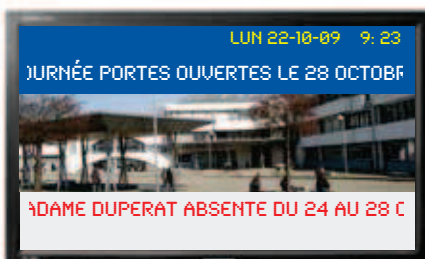 LUN 22-10-09 9: 23
OURNÉE PORTES OUVERTES LE 28 OCTOBR
ADAME DUPERAT ABSENTE DU 24 AU 28 O